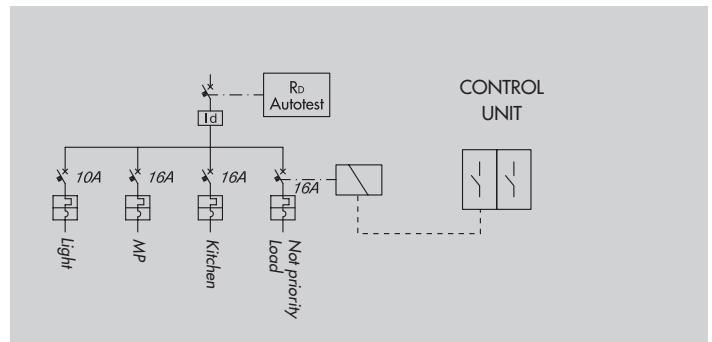 RD
Autotest
CONTROL
UNIT
Id
10A
16A
16A
16A
Light
MP
Kitchen
Not priority
Load